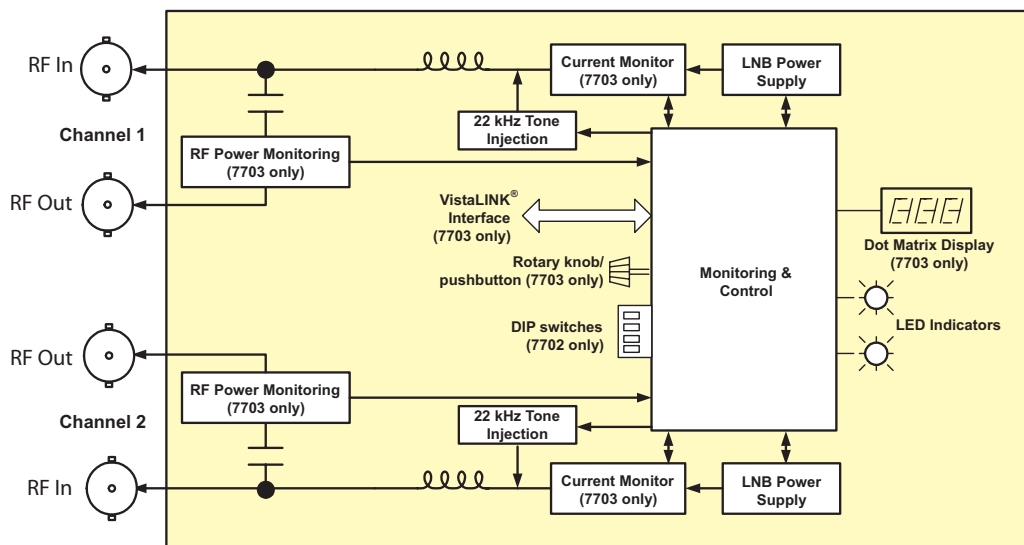 RF In
Current Monitor
(7703 only)
LNB Power
Supply
22 kHz Tone
Injection
Channel 1
RF Power Monitoring
(7703 only)
RF Out
VistaLINK®
Interface
(7703 only)
Dot Matrix Display
(7703 only)
Rotary knob/
pushbutton (7703 only)
Monitoring &
Control
DIP switches
(7702 only)
LED Indicators
RF Out
RF Power Monitoring
(7703 only)
Channel 2
22 kHz Tone
Injection
RF In
Current Monitor
(7703 only)
LNB Power
Supply